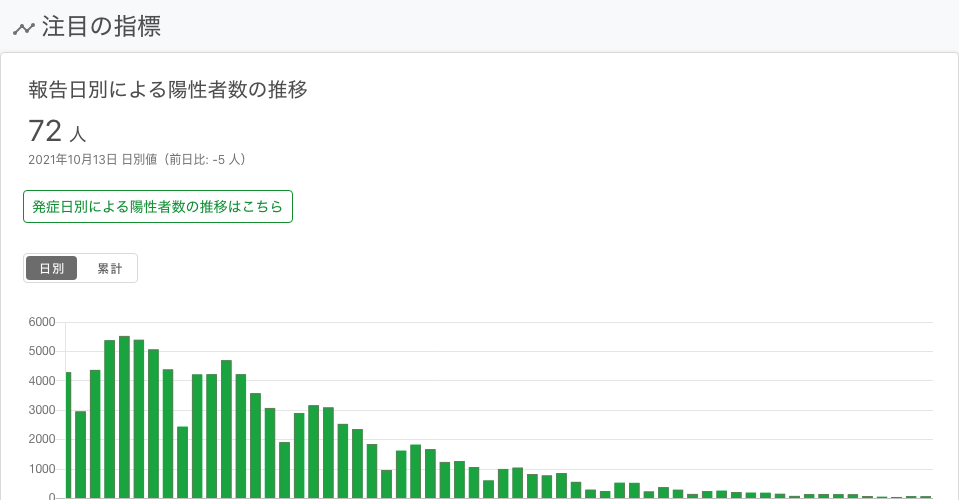 注目の指標
報告日別による陽性者数の推移
72 人
2021年10月13日 日別値（前日比: -5 人）
発症日別による陽性者数の推移はこちら
日別 累計
6000
5000
4000
3000
2000
1000
0